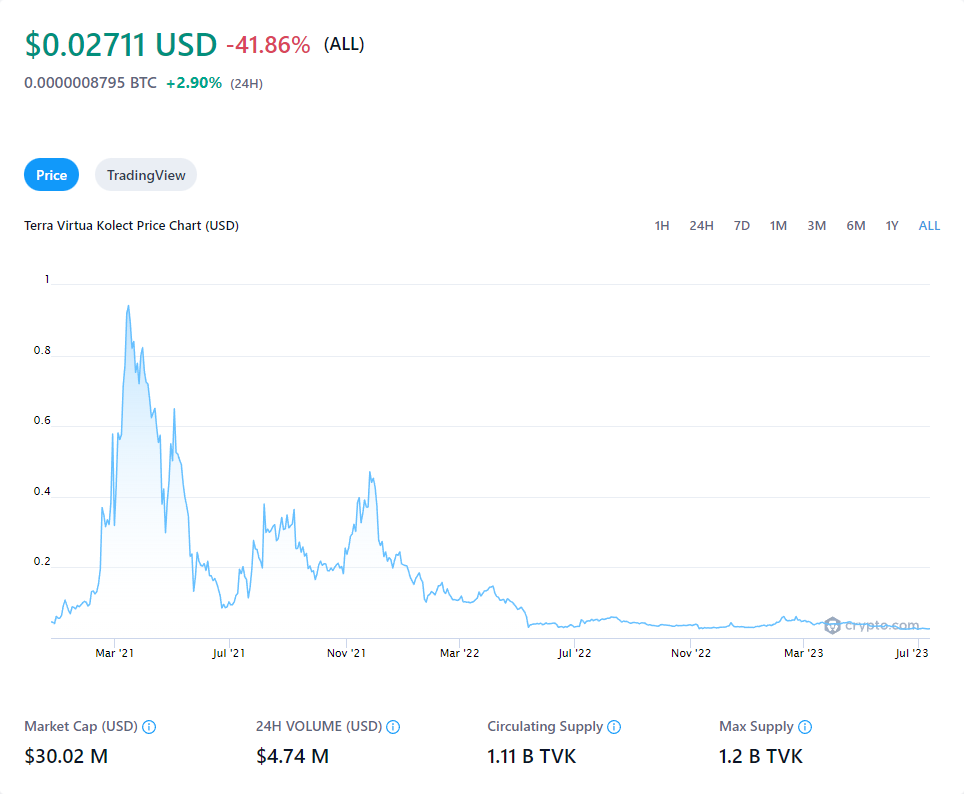 $0.02711 USD -41.86% (ALL)
0.0000008795 BTC +2.90% (24H)
Price TradingView
Terra Virtua Kolect Price Chart (USD) 1H 24H 7D 1M 3M 6M 1Y ALL
1
0.8
0.6
0.4
0.2
crypto.com
Mar '21 Jul '21 Nov '21 Mar '22 Jul '22 Nov '22 Mar '23 Jul '23
Market Cap (USD) 24H VOLUME (USD) Circulating Supply Max Supply
$30.02 M $4.74 M 1.11 B TVK 1.2 B TVK